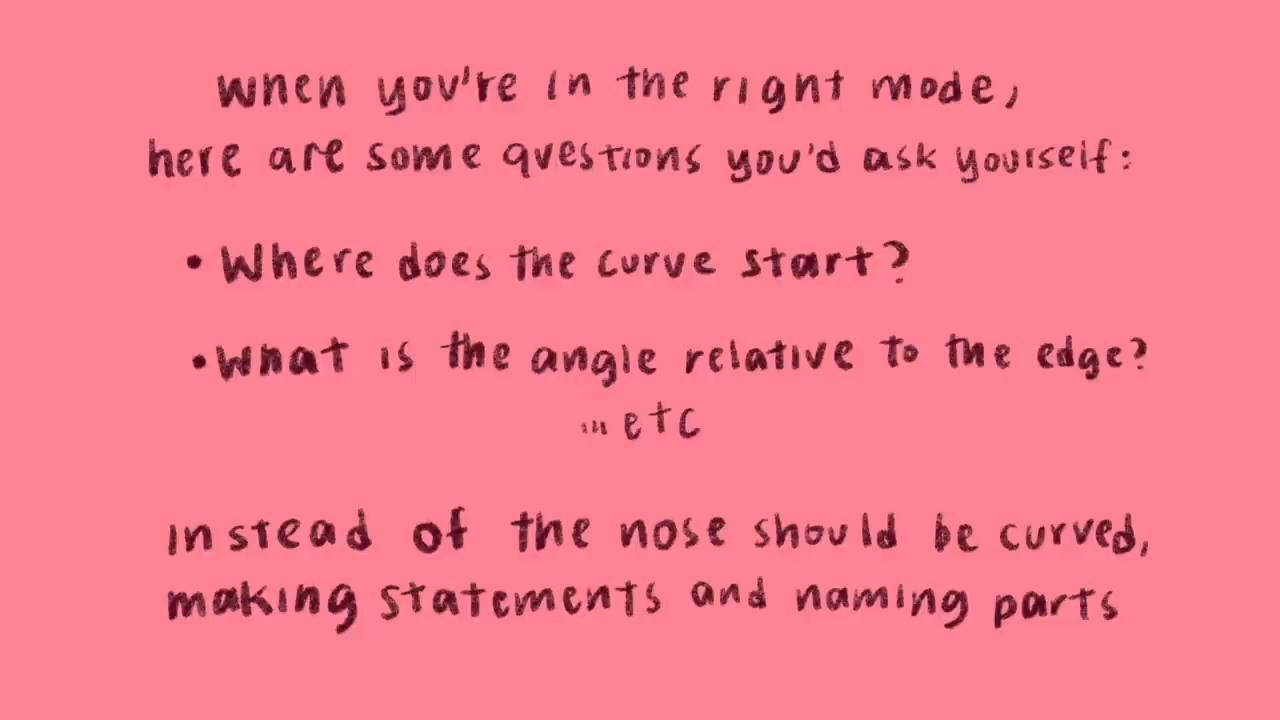 When you're in the right mode,
here are some questions you'd ask yourself:
• Where does the curve start?
• What is the angle relative to the edge?
... etc
Instead of the nose should be curved,
making statements and naming parts